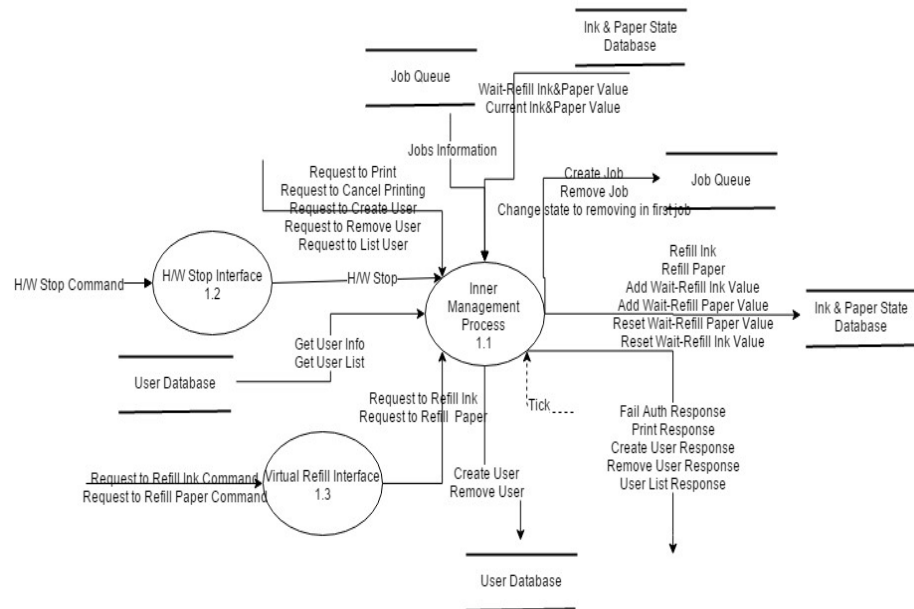 Ink & Paper State
Database
Job Queue
Wait-Refill Ink&Paper Value
Current Ink&Paper Value
Jobs Information
Request to Print
Request to Cancel Printing
Request to Create User
Request to Remove User
Request to List User
Create Job
Remove Job
Change state to removing in first job
Job Queue
H/W Stop Command
H/W Stop Interface
1.2
H/W Stop
Inner
Management
Process
1.1
Refill Ink
Refill Paper
Add Wait-Refill Ink Value
Add Wait-Refill Paper Value
Reset Wait-Refill Paper Value
Reset Wait-Refill Ink Value
Ink & Paper State
Database
Get User Info
Get User List
User Database
Request to Refill Ink
Request to Refill Paper
Tick
Fail Auth Response
Print Response
Create User Response
Remove User Response
User List Response
Request to Refill Ink Command
Request to Refill Paper Command
Virtual Refill Interface
1.3
Create User
Remove User
User Database